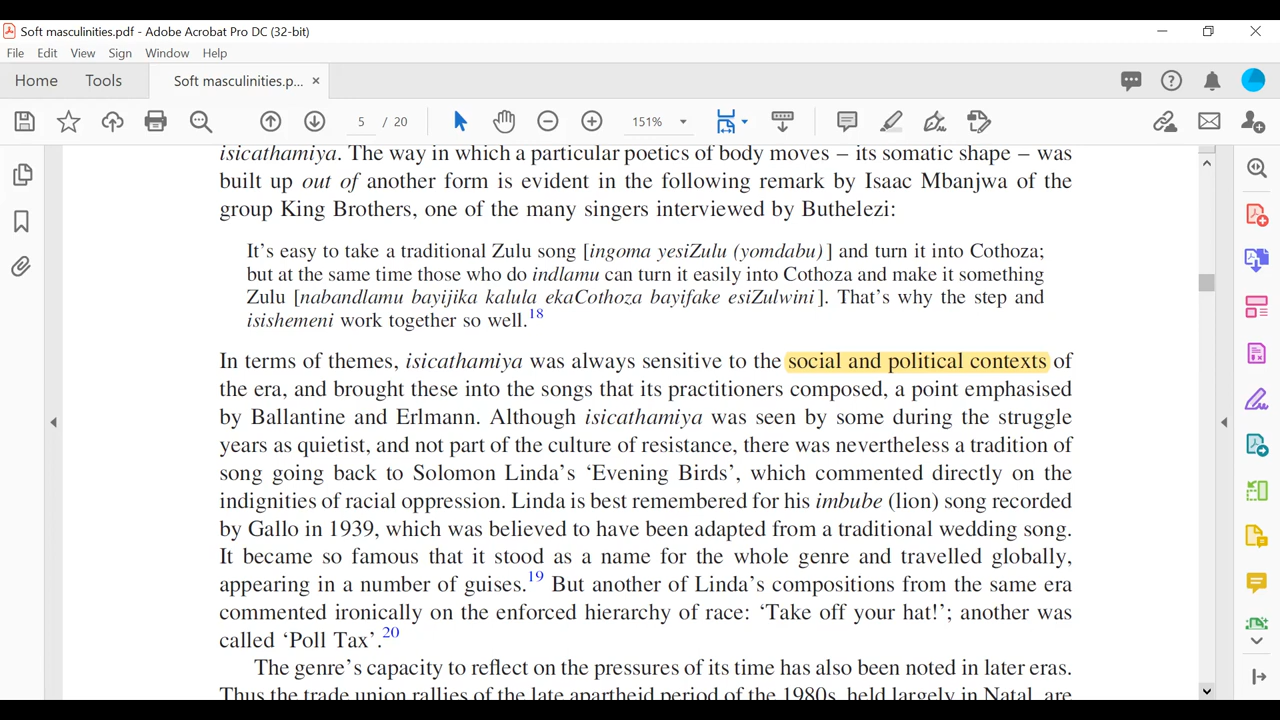 Soft masculinities.pdf - Adobe Acrobat Pro DC (32-bit)
File Edit View Sign Window Help
Home Tools Soft masculinities.p... ×
5 / 20 151%
isicathamiya. The way in which a particular poetics of body moves – its somatic shape – was
built up out of another form is evident in the following remark by Isaac Mbanjwa of the
group King Brothers, one of the many singers interviewed by Buthelezi:
It's easy to take a traditional Zulu song [ingoma yesiZulu (yomdabu)] and turn it into Cothoza;
but at the same time those who do indlamu can turn it easily into Cothoza and make it something
Zulu [nabandlamu bayijika kalula ekaCothoza bayifake esiZulwini]. That's why the step and
isishemeni work together so well.18
In terms of themes, isicathamiya was always sensitive to the social and political contexts of
the era, and brought these into the songs that its practitioners composed, a point emphasised
by Ballantine and Erlmann. Although isicathamiya was seen by some during the struggle
years as quietist, and not part of the culture of resistance, there was nevertheless a tradition of
song going back to Solomon Linda's 'Evening Birds', which commented directly on the
indignities of racial oppression. Linda is best remembered for his imbube (lion) song recorded
by Gallo in 1939, which was believed to have been adapted from a traditional wedding song.
It became so famous that it stood as a name for the whole genre and travelled globally,
appearing in a number of guises.19 But another of Linda's compositions from the same era
commented ironically on the enforced hierarchy of race: 'Take off your hat!'; another was
called 'Poll Tax'.20
The genre's capacity to reflect on the pressures of its time has also been noted in later eras.
Thus the trade union rallies of the late apartheid period of the 1980s, held largely in Natal, are